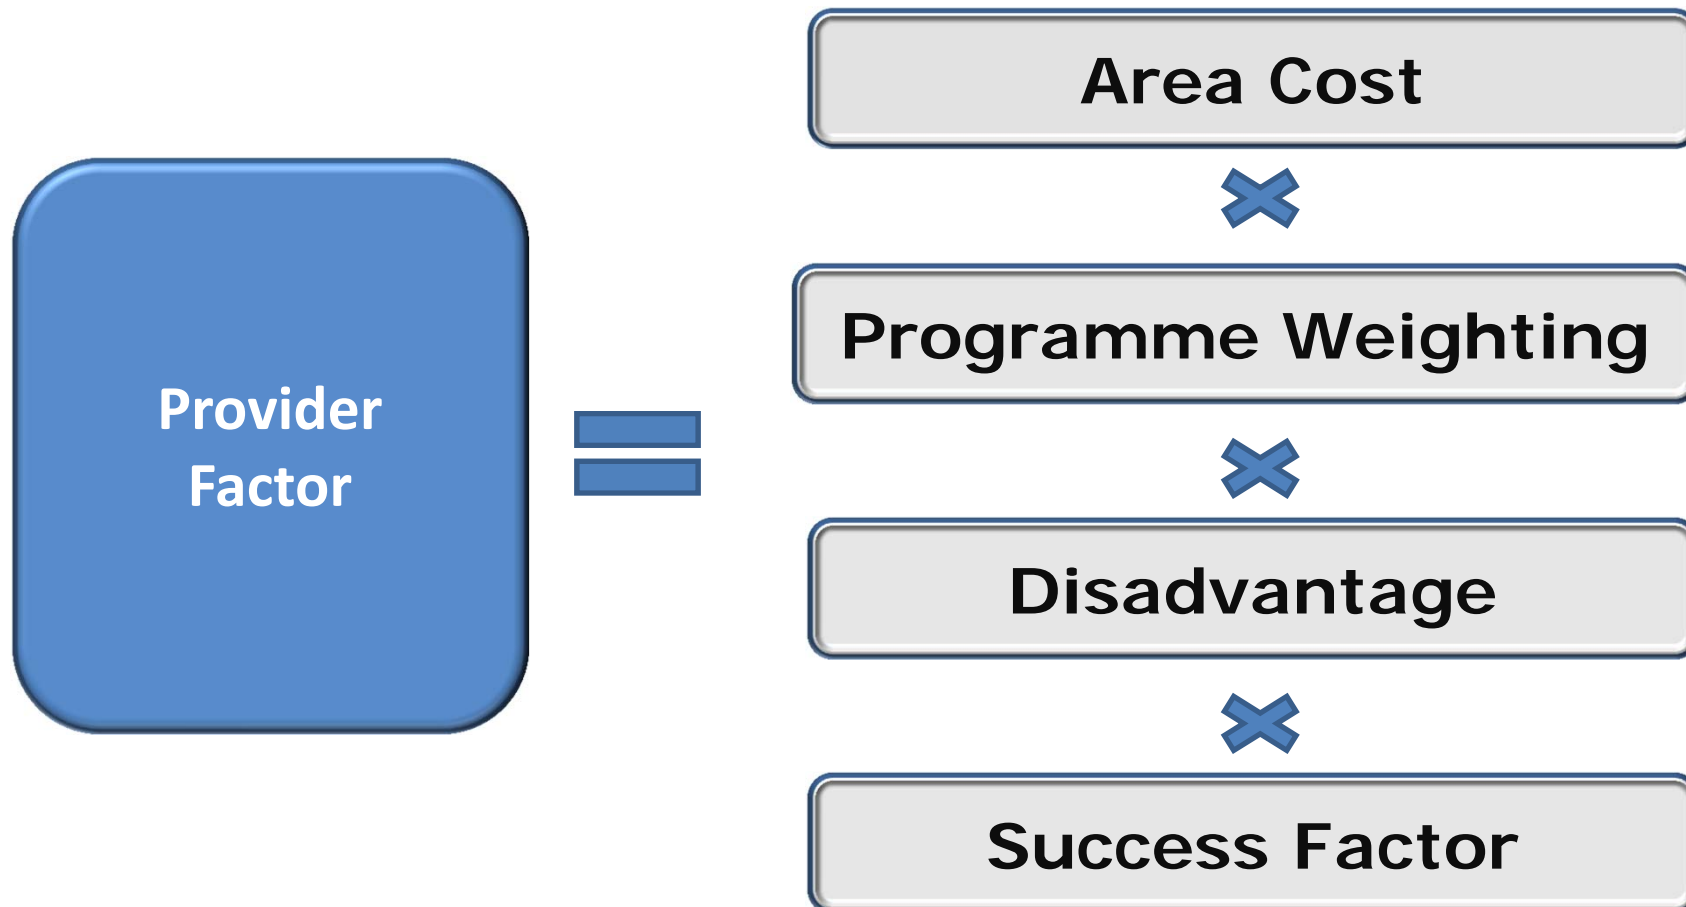 Provider
Factor
Area Cost
Programme Weighting
Disadvantage
Success Factor